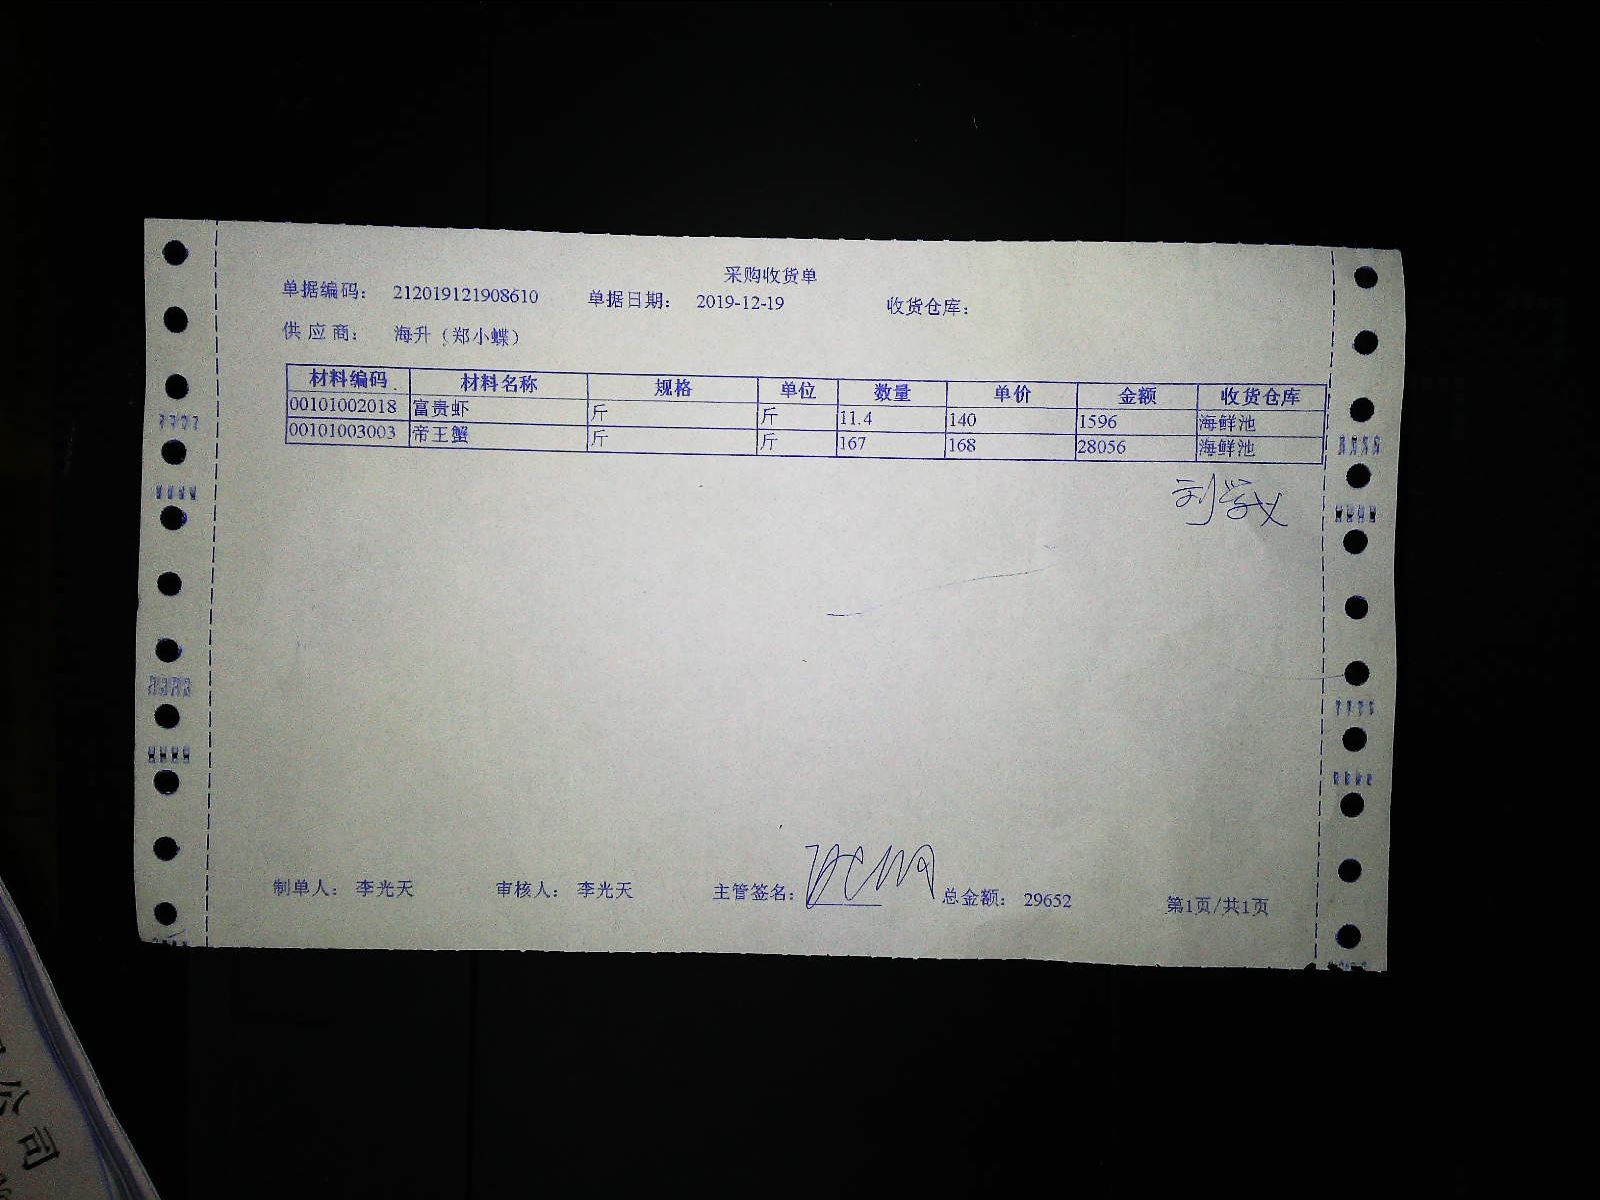 采购收货单
单据编码： 212019121908610 单据日期： 2019-12-19 收货仓库：
供 应 商： 海升（郑小蝶）
材料编码 材料名称 规格 单位 数量 单价 金额 收货仓库
00101002018 富贵虾 斤 斤 11.4 140 1596 海鲜池
00101003003 帝王蟹 斤 斤 167 168 28056 海鲜池
制单人： 李光天 审核人： 李光天 主管签名： 总金额： 29652 第1页/共1页
公司